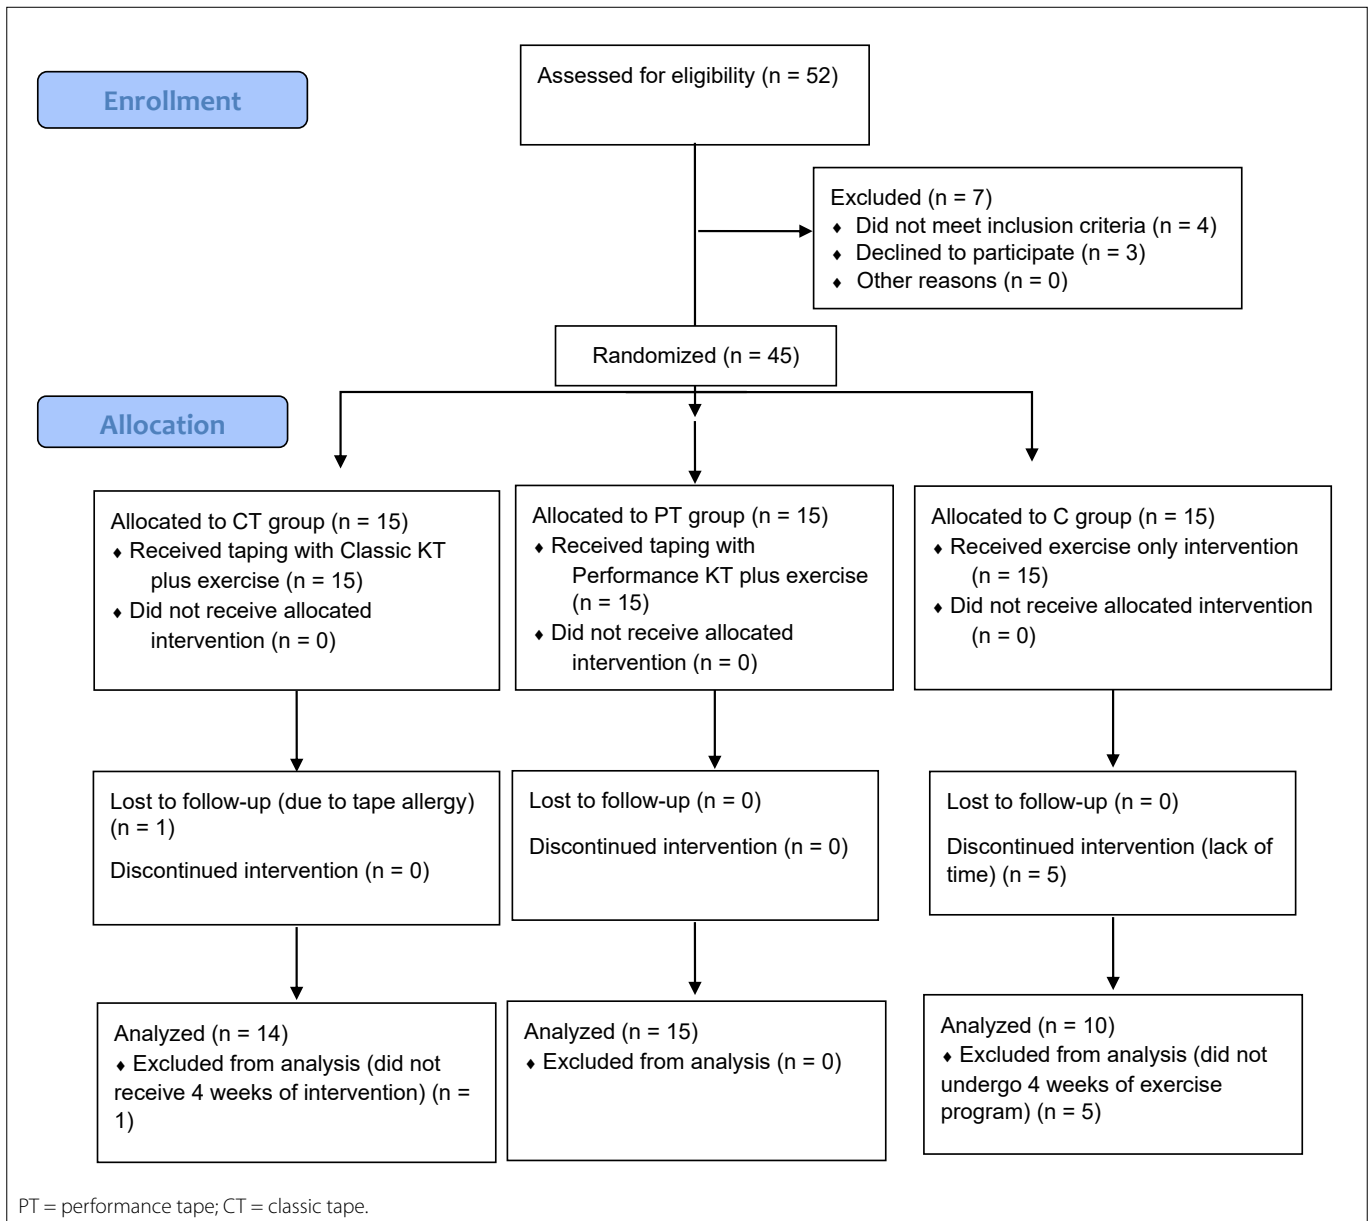 Enrollment
Assessed for eligibility (n = 52)
Excluded (n = 7)
♦ Did not meet inclusion criteria (n = 4)
♦ Declined to participate (n = 3)
♦ Other reasons (n = 0)
Randomized (n = 45)
Allocation
Allocated to CT group (n = 15)
♦ Received taping with Classic KT
plus exercise (n = 15)
♦ Did not receive allocated
intervention (n = 0)
Allocated to PT group (n = 15)
♦ Received taping with
Performance KT plus exercise
(n = 15)
♦ Did not receive allocated
intervention (n = 0)
Allocated to C group (n = 15)
♦ Received exercise only intervention
(n = 15)
♦ Did not receive allocated intervention
(n = 0)
Lost to follow-up (due to tape allergy)
(n = 1)
Discontinued intervention (n = 0)
Lost to follow-up (n = 0)
Discontinued intervention (n = 0)
Lost to follow-up (n = 0)
Discontinued intervention (lack of
time) (n = 5)
Analyzed (n = 14)
♦ Excluded from analysis (did not
receive 4 weeks of intervention) (n =
1)
Analyzed (n = 15)
♦ Excluded from analysis (n = 0)
Analyzed (n = 10)
♦ Excluded from analysis (did not
undergo 4 weeks of exercise
program) (n = 5)
PT = performance tape; CT = classic tape.